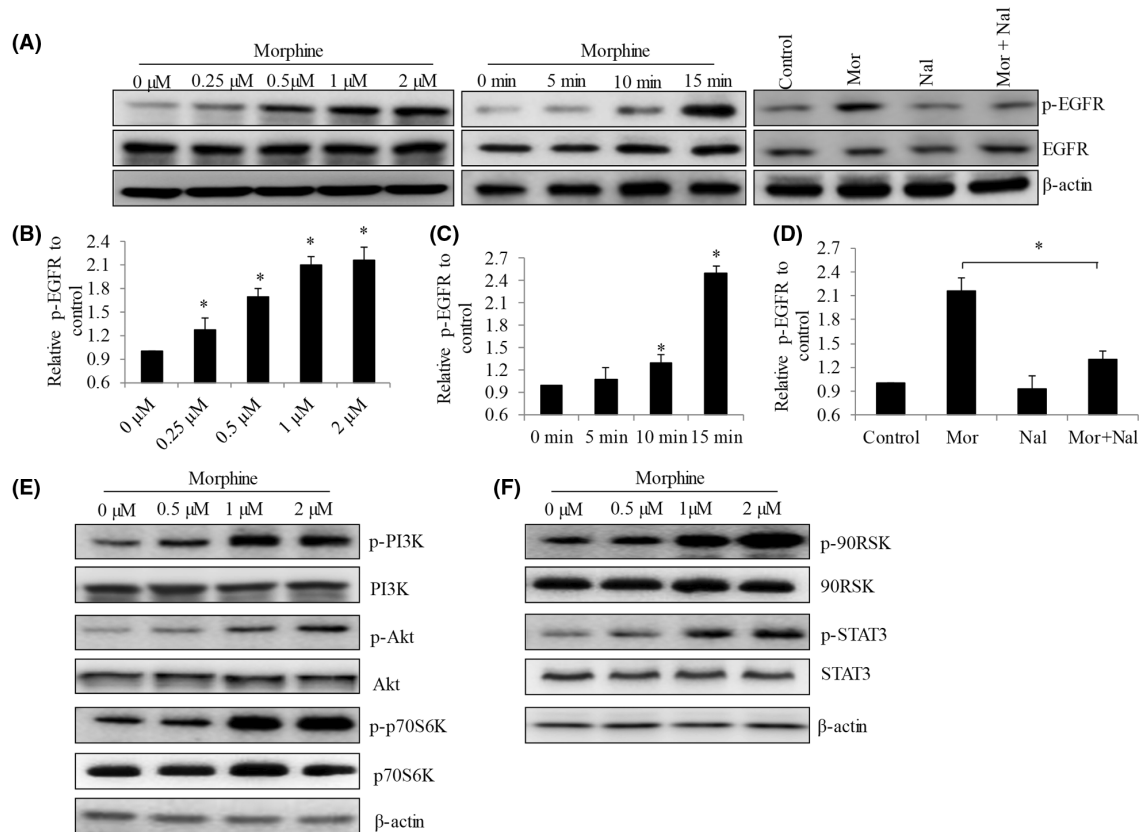 (A)
Morphine
0 μM 0.25 μM 0.5μM 1 μM 2 μM
Morphine
0 min 5 min 10 min 15 min
Control Mor Nal Mor + Nal
p-EGFR
EGFR
β-actin
(B)
Relative p-EGFR to control
2.4
2.1
1.8
1.5
1.2
0.9
0.6
0 μM 0.25 μM 0.5 μM 1 μM 2 μM
* * * *
(C)
Relative p-EGFR to control
2.7
2.4
2.1
1.8
1.5
1.2
0.9
0.6
0 min 5 min 10 min 15 min
* *
(D)
Relative p-EGFR to control
2.7
2.4
2.1
1.8
1.5
1.2
0.9
0.6
Control Mor Nal Mor+Nal
*
(E)
Morphine
0 μM 0.5 μM 1 μM 2 μM
p-PI3K
PI3K
p-Akt
Akt
p-p70S6K
p70S6K
β-actin
(F)
Morphine
0 μM 0.5 μM 1μM 2 μM
p-90RSK
90RSK
p-STAT3
STAT3
β-actin